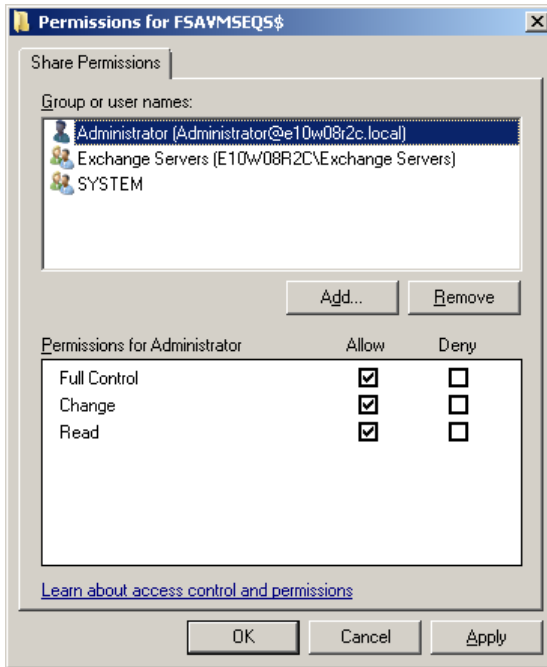 Permissions for FSAVMSEQS$
Share Permissions
Group or user names:
Administrator (Administrator@e10w08r2c.local)
Exchange Servers (E10W08R2C\Exchange Servers)
SYSTEM
Add... Remove
Permissions for Administrator Allow Deny
Full Control
Change
Read
Learn about access control and permissions
OK Cancel Apply